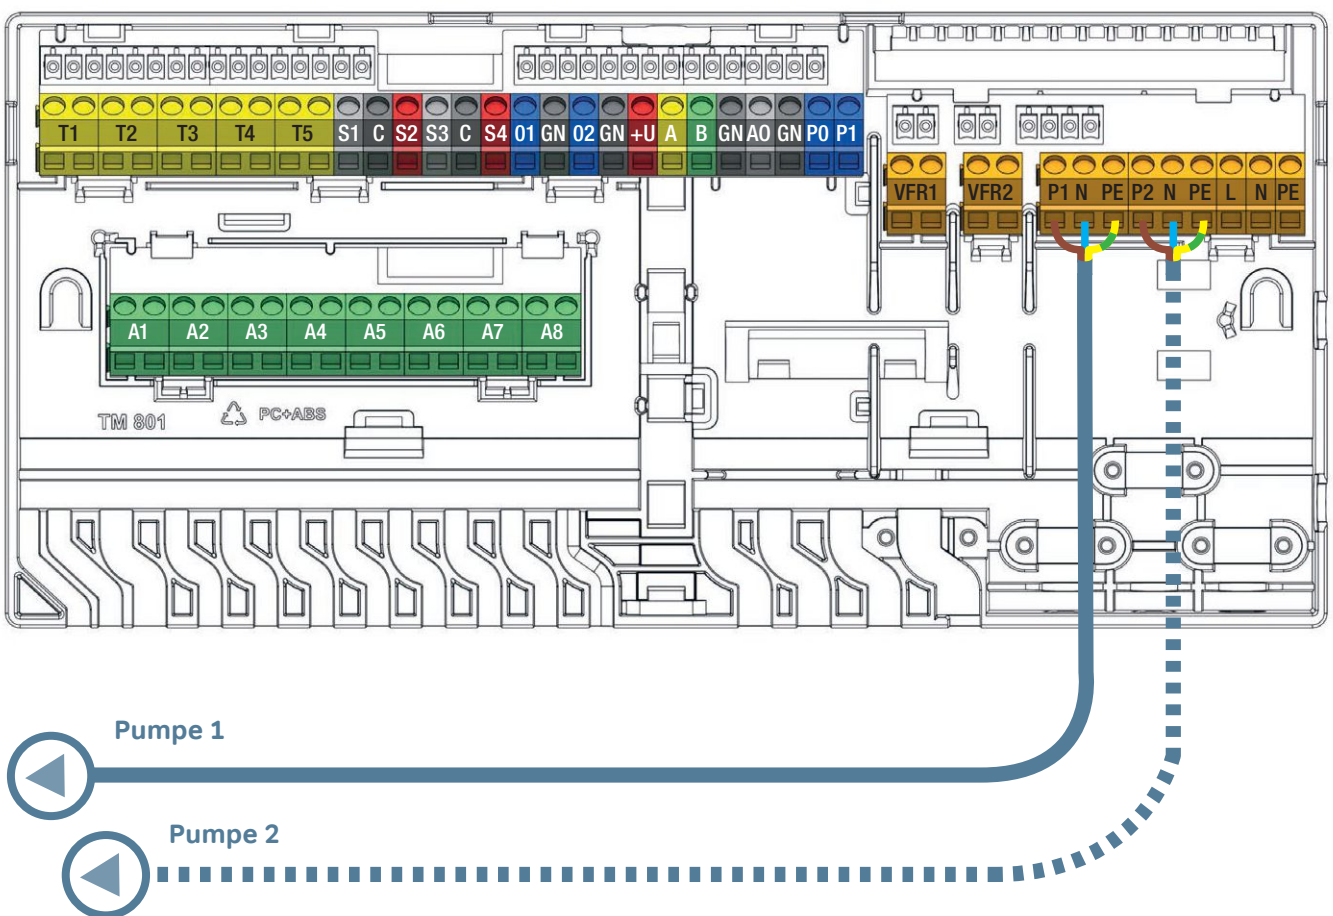 T1 T2 T3 T4 T5 S1 C S2 S3 C S4 01 GN 02 GN +U A B GN AO GN P0 P1
VFR1 VFR2 P1 N PE P2 N PE L N PE
A1 A2 A3 A4 A5 A6 A7 A8
TM 801 PC+ABS
Pumpe 1
Pumpe 2